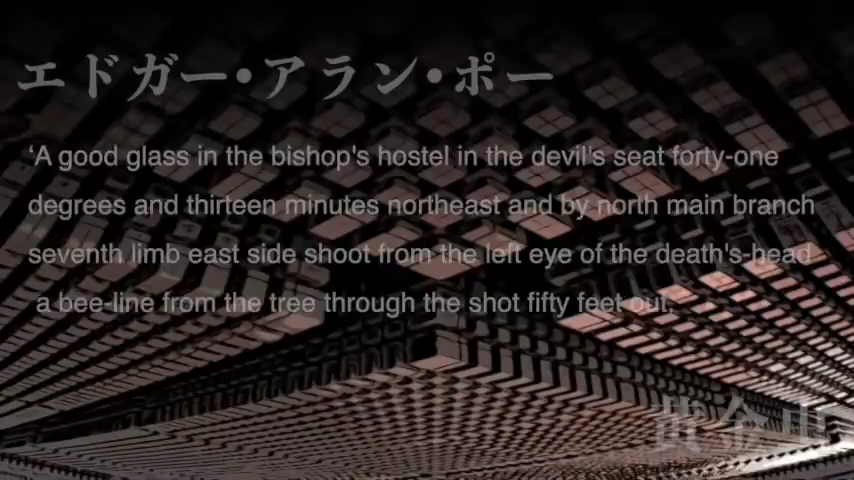 エドガー・アラン・ポー
‘A good glass in the bishop's hostel in the devil's seat forty-one
degrees and thirteen minutes northeast and by north main branch
seventh limb east side shoot from the left eye of the death's-head
a bee-line from the tree through the shot fifty feet out.
黄金